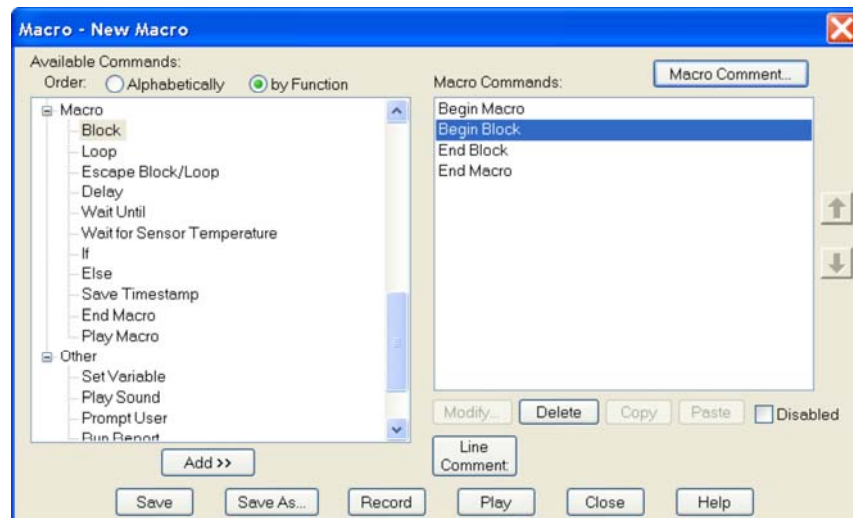 Macro - New Macro
Available Commands:
Order: Alphabetically by Function
Macro Commands:
Macro Comment...
Macro
Block
Loop
Escape Block/Loop
Delay
Wait Until
Wait for Sensor Temperature
If
Else
Save Timestamp
End Macro
Play Macro
Other
Set Variable
Play Sound
Prompt User
Run Report
Add >>
Begin Macro
Begin Block
End Block
End Macro
Modify... Delete Copy Paste Disabled
Line
Comment:
Save Save As... Record Play Close Help